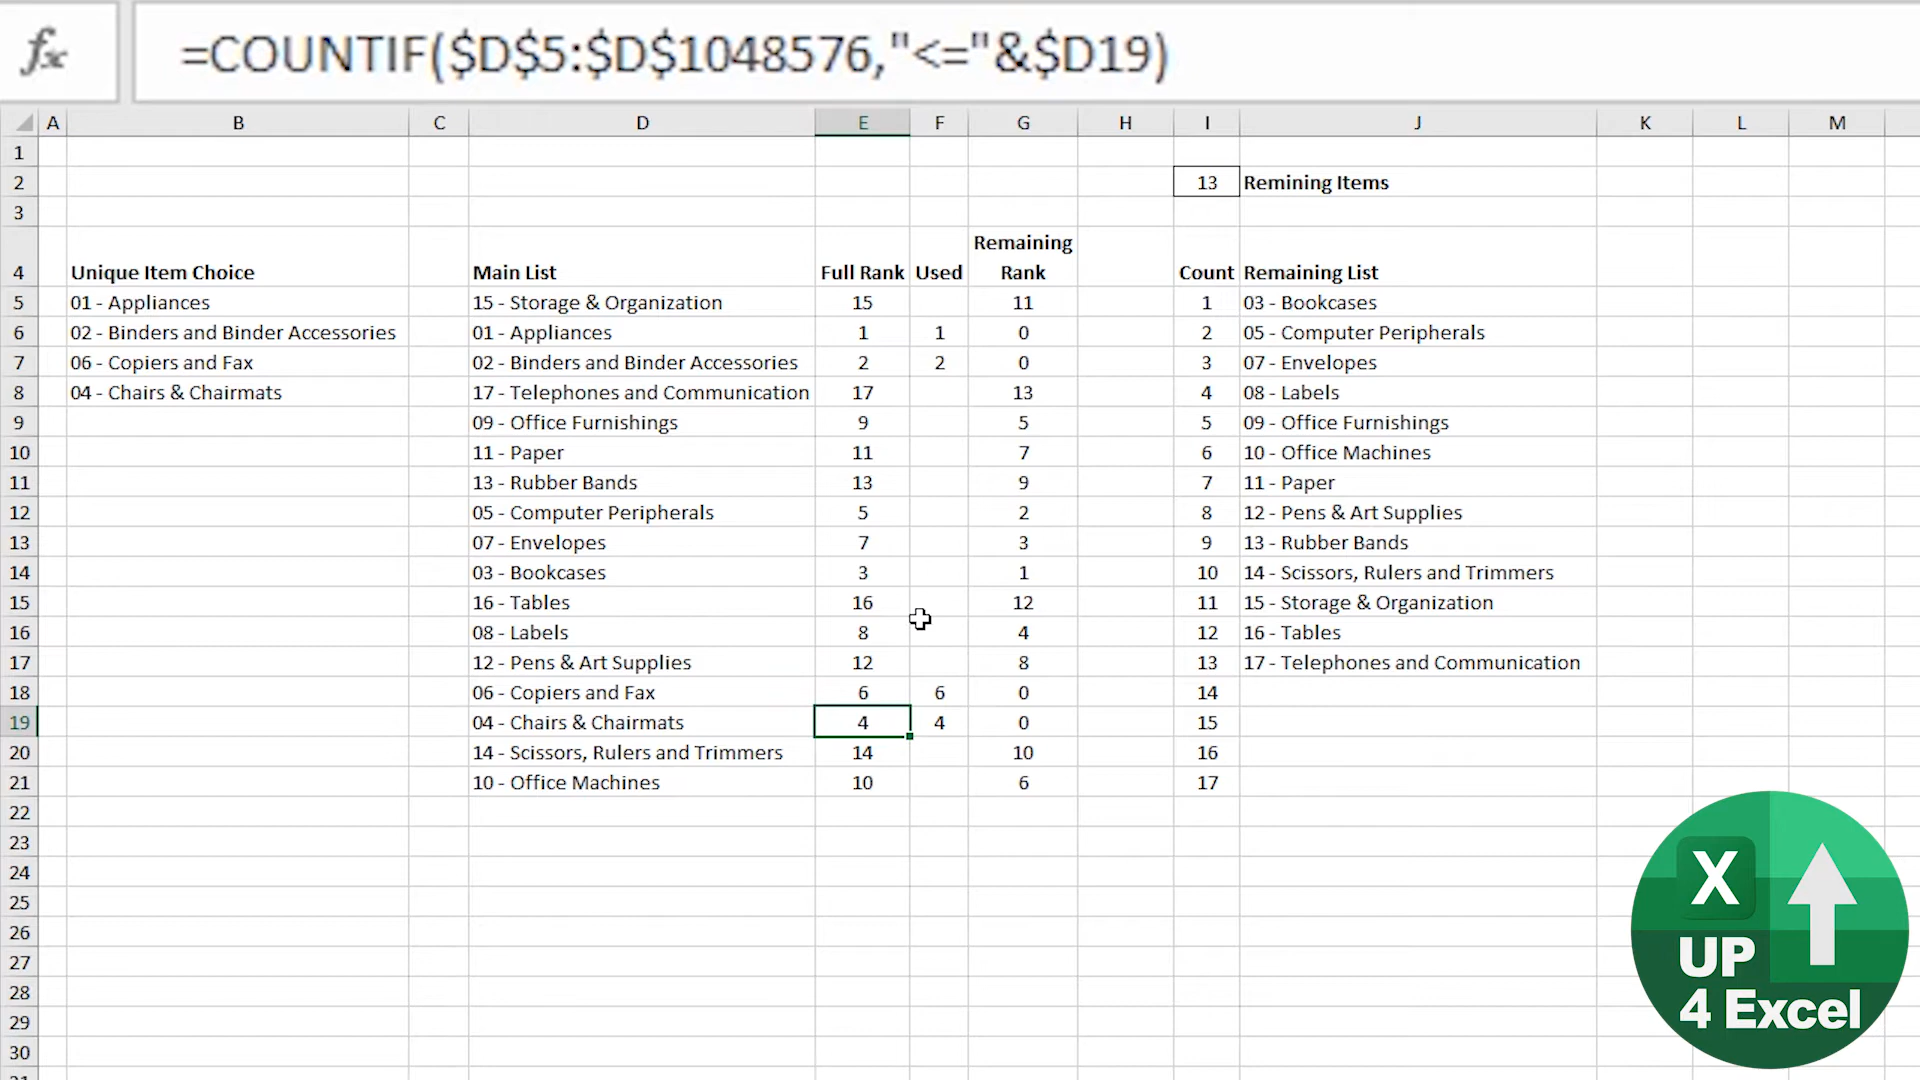 fx =COUNTIF($D$5:$D$1048576,"<="&$D19)
A B C D E F G H I J K L M
1
2 13 Remining Items
3
Remaining
4 Unique Item Choice Main List Full Rank Used Rank Count Remaining List
5 01 - Appliances 15 - Storage & Organization 15 11 1 03 - Bookcases
6 02 - Binders and Binder Accessories 01 - Appliances 1 1 0 2 05 - Computer Peripherals
7 06 - Copiers and Fax 02 - Binders and Binder Accessories 2 2 0 3 07 - Envelopes
8 04 - Chairs & Chairmats 17 - Telephones and Communication 17 13 4 08 - Labels
9 09 - Office Furnishings 9 5 5 09 - Office Furnishings
10 11 - Paper 11 7 6 10 - Office Machines
11 13 - Rubber Bands 13 9 7 11 - Paper
12 05 - Computer Peripherals 5 2 8 12 - Pens & Art Supplies
13 07 - Envelopes 7 3 9 13 - Rubber Bands
14 03 - Bookcases 3 1 10 14 - Scissors, Rulers and Trimmers
15 16 - Tables 16 12 11 15 - Storage & Organization
16 08 - Labels 8 4 12 16 - Tables
17 12 - Pens & Art Supplies 12 8 13 17 - Telephones and Communication
18 06 - Copiers and Fax 6 6 0 14
19 04 - Chairs & Chairmats 4 4 0 15
20 14 - Scissors, Rulers and Trimmers 14 10 16
21 10 - Office Machines 10 6 17
22
23
24
25
26
27
28
29
30
X
UP
4 Excel